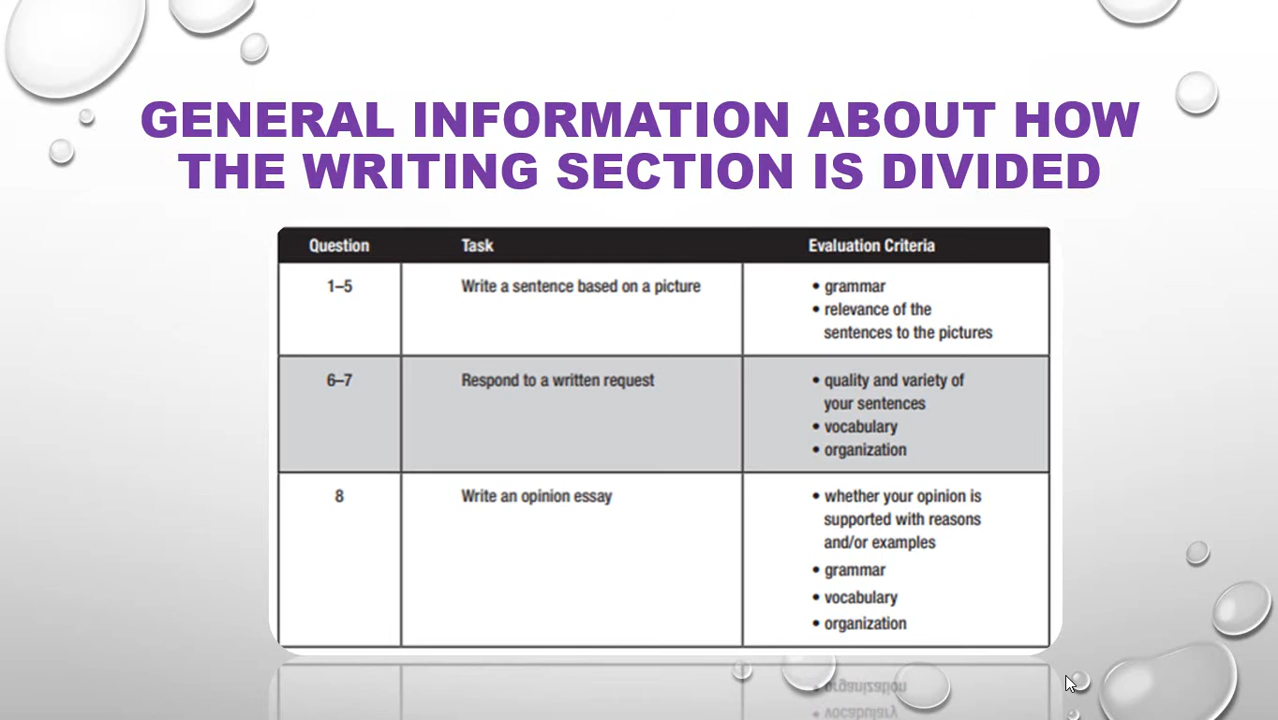 GENERAL INFORMATION ABOUT HOW
THE WRITING SECTION IS DIVIDED
Question Task Evaluation Criteria
1–5 Write a sentence based on a picture • grammar
• relevance of the
sentences to the pictures
6–7 Respond to a written request • quality and variety of
your sentences
• vocabulary
• organization
8 Write an opinion essay • whether your opinion is
supported with reasons
and/or examples
• grammar
• vocabulary
• organization